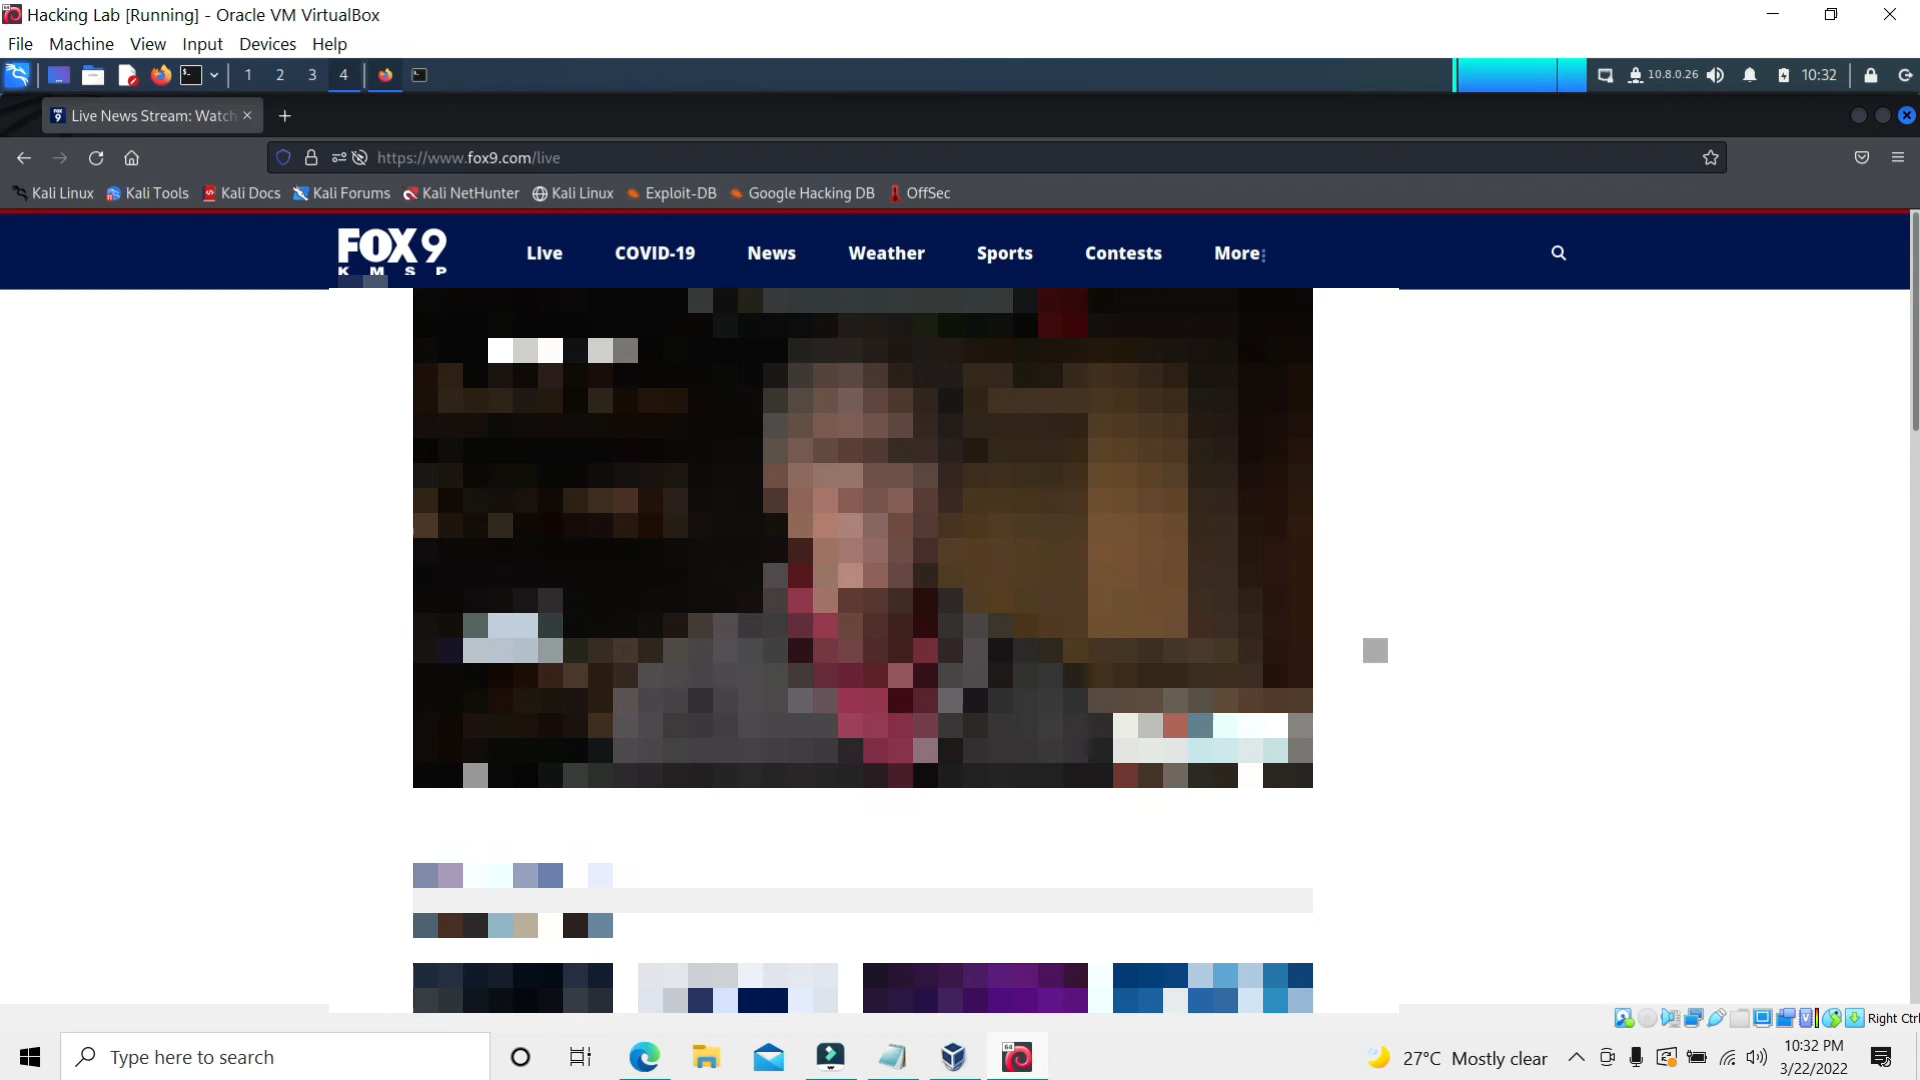 Hacking Lab [Running] - Oracle VM VirtualBox
File Machine View Input Devices Help
1 2 3 4 10.8.0.26 10:32
Live News Stream: Watch
https://www.fox9.com/live
Kali Linux Kali Tools Kali Docs Kali Forums Kali NetHunter Kali Linux Exploit-DB Google Hacking DB OffSec
FOX 9
KMSP
Live COVID-19 News Weather Sports Contests More
Right Ctrl
Type here to search
27°C Mostly clear
10:32 PM
3/22/2022